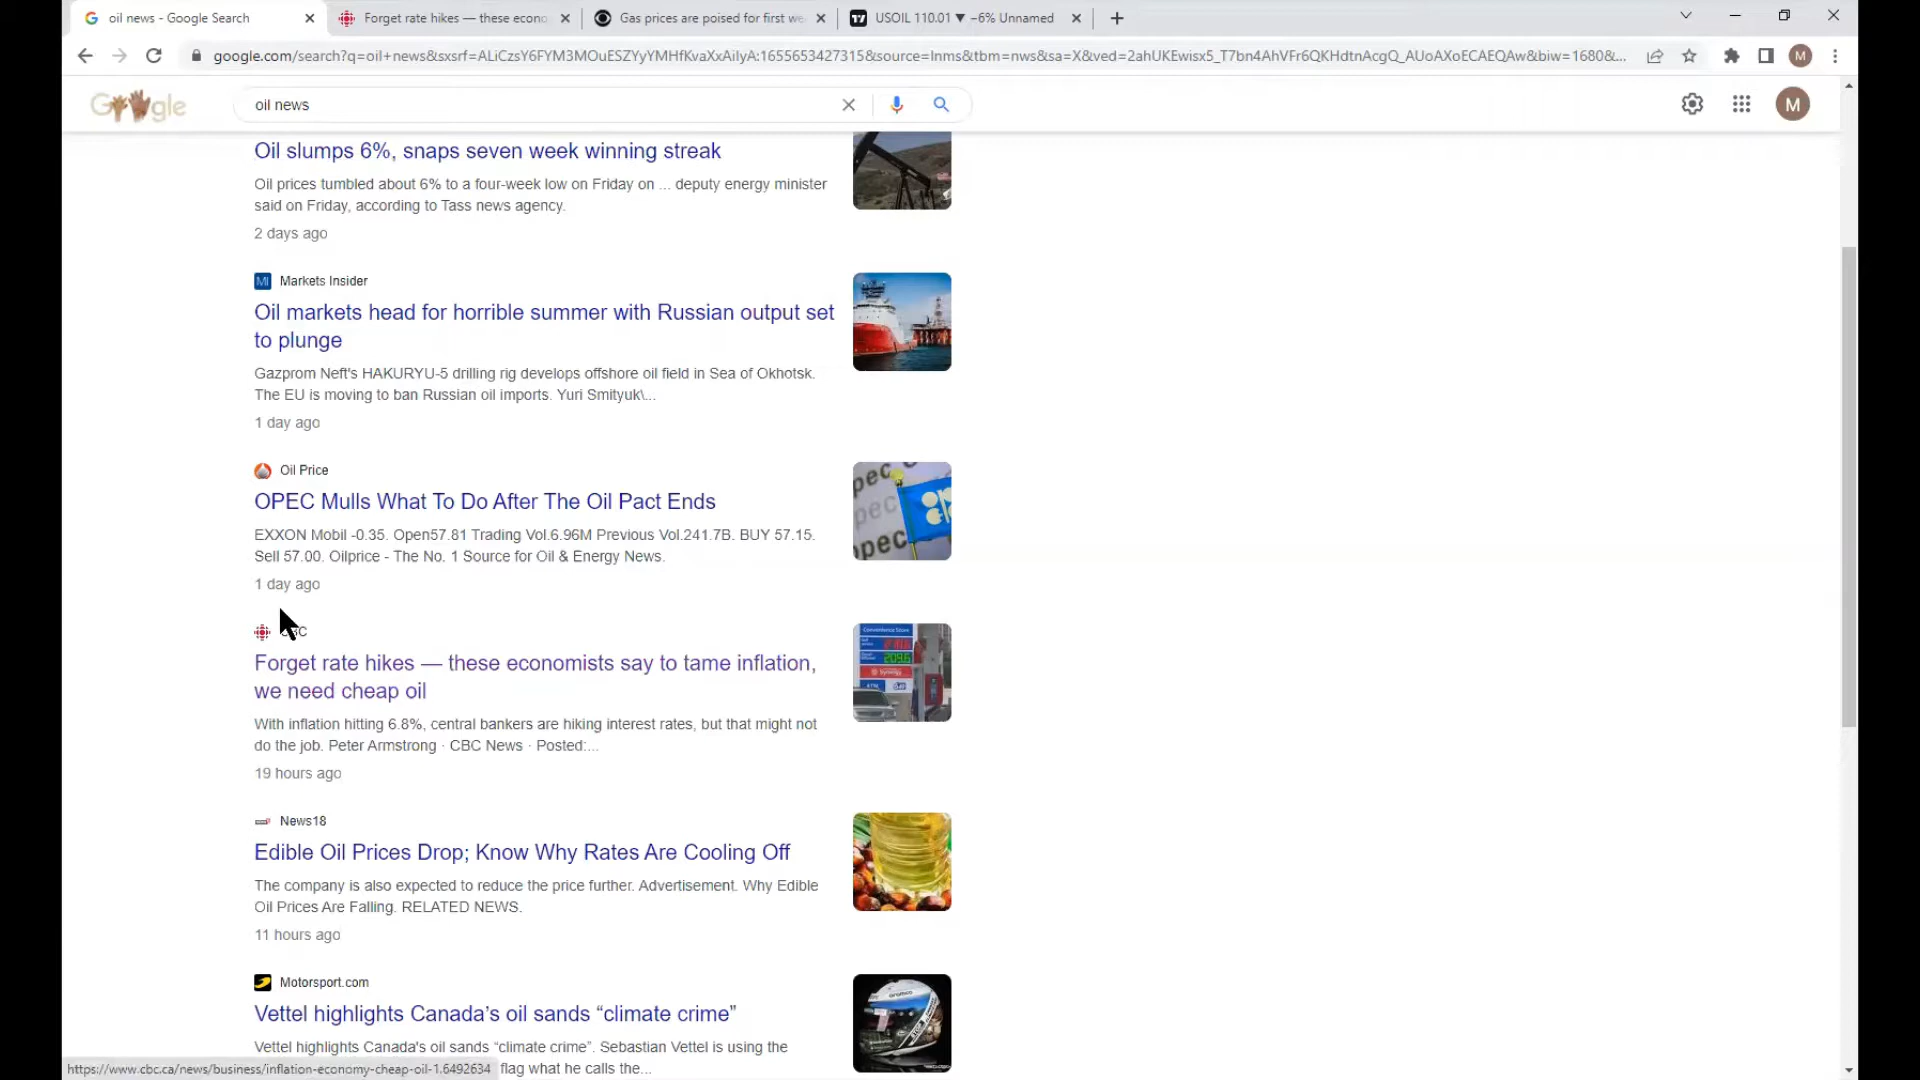 oil news - Google Search
Forget rate hikes — these econo
Gas prices are poised for first we
USOIL 110.01 ▼ −6% Unnamed
google.com/search?q=oil+news&sxsrf=ALiCzsY6FYM3MOuESZYyYMHfKvaXxAilyA:1655653427315&source=lnms&tbm=nws&sa=X&ved=2ahUKEwisx5_T7bn4AhVFr6QKHdtnAcgQ_AUoAXoECAEQAw&biw=1680&...
M
Google
oil news
M
Oil slumps 6%, snaps seven week winning streak
Oil prices tumbled about 6% to a four-week low on Friday on ... deputy energy minister
said on Friday, according to Tass news agency.
2 days ago
MI Markets Insider
Oil markets head for horrible summer with Russian output set
to plunge
Gazprom Neft's HAKURYU-5 drilling rig develops offshore oil field in Sea of Okhotsk.
The EU is moving to ban Russian oil imports. Yuri Smityuk\...
1 day ago
Oil Price
OPEC Mulls What To Do After The Oil Pact Ends
EXXON Mobil -0.35. Open57.81 Trading Vol.6.96M Previous Vol.241.7B. BUY 57.15.
Sell 57.00. Oilprice - The No. 1 Source for Oil & Energy News.
1 day ago
BC
Forget rate hikes — these economists say to tame inflation,
we need cheap oil
With inflation hitting 6.8%, central bankers are hiking interest rates, but that might not
do the job. Peter Armstrong · CBC News · Posted:...
19 hours ago
News18
Edible Oil Prices Drop; Know Why Rates Are Cooling Off
The company is also expected to reduce the price further. Advertisement. Why Edible
Oil Prices Are Falling. RELATED NEWS.
11 hours ago
Motorsport.com
Vettel highlights Canada's oil sands “climate crime”
Vettel highlights Canada's oil sands “climate crime”. Sebastian Vettel is using the
flag what he calls the...
https://www.cbc.ca/news/business/inflation-economy-cheap-oil-1.6492634